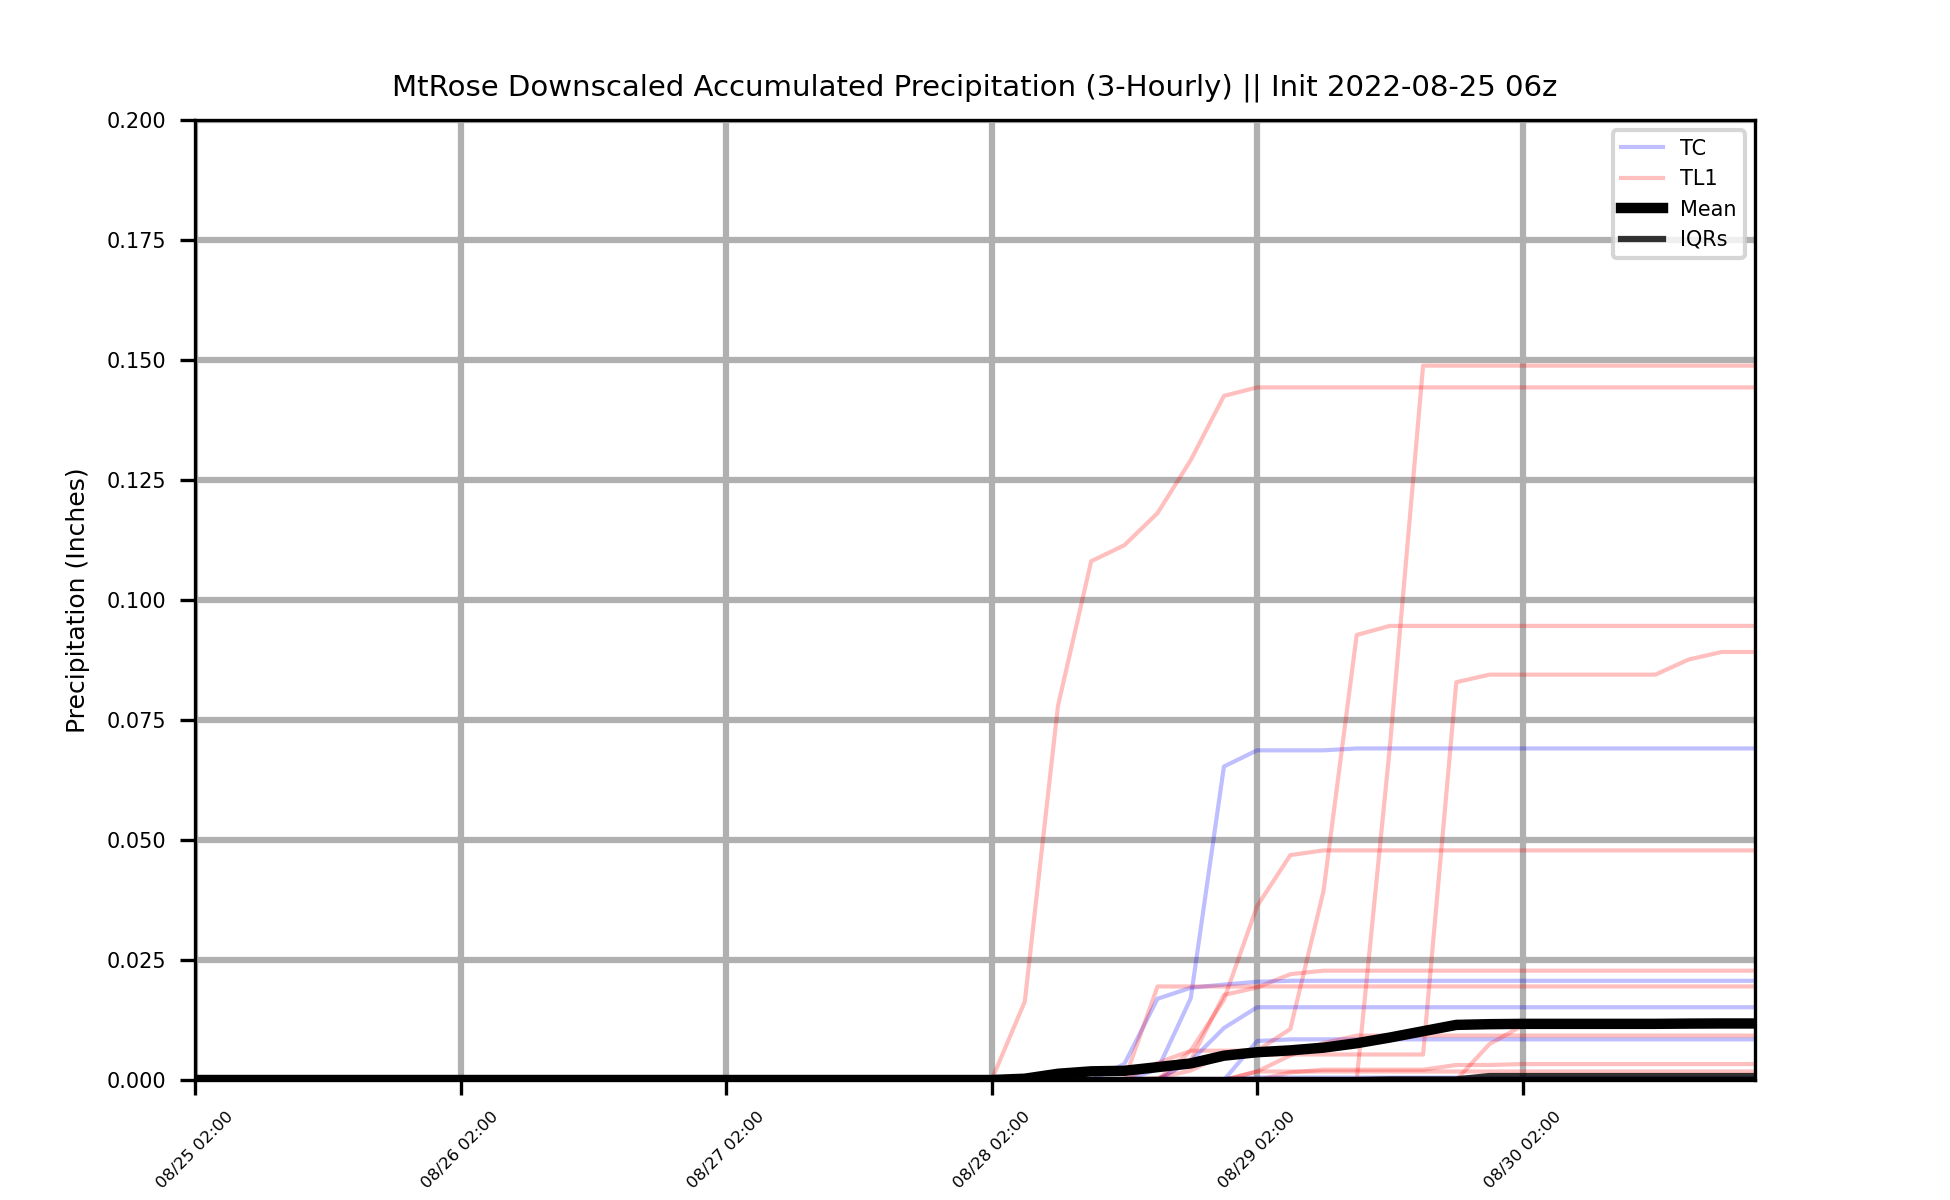 MtRose Downscaled Accumulated Precipitation (3-Hourly) || Init 2022-08-25 06z
TC
TL1
Mean
IQRs
Precipitation (Inches)
0.200
0.175
0.150
0.125
0.100
0.075
0.050
0.025
0.000
08/25 02:00
08/26 02:00
08/27 02:00
08/28 02:00
08/29 02:00
08/30 02:00